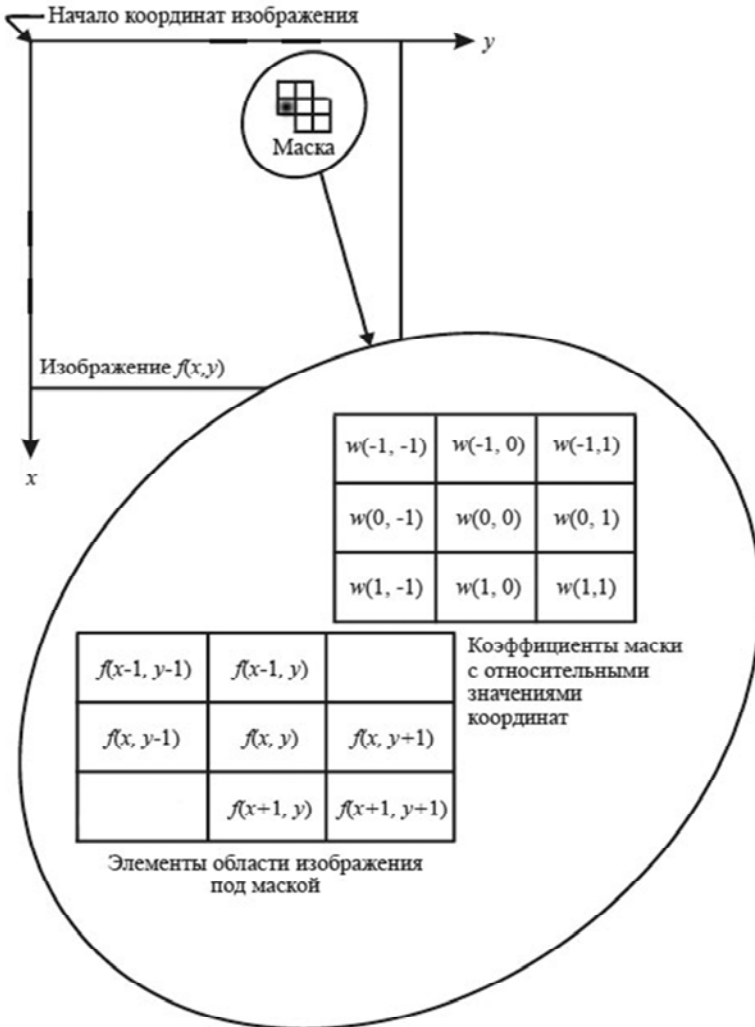 Начало координат изображения
y
Маска
Изображение f(x,y)
x
w(-1, -1) w(-1, 0) w(-1,1)
w(0, -1) w(0, 0) w(0, 1)
w(1, -1) w(1, 0) w(1,1)
Коэффициенты маски
с относительными
значениями
координат
f(x-1, y-1) f(x-1, y)
f(x, y-1) f(x, y) f(x, y+1)
f(x+1, y) f(x+1, y+1)
Элементы области изображения
под маской